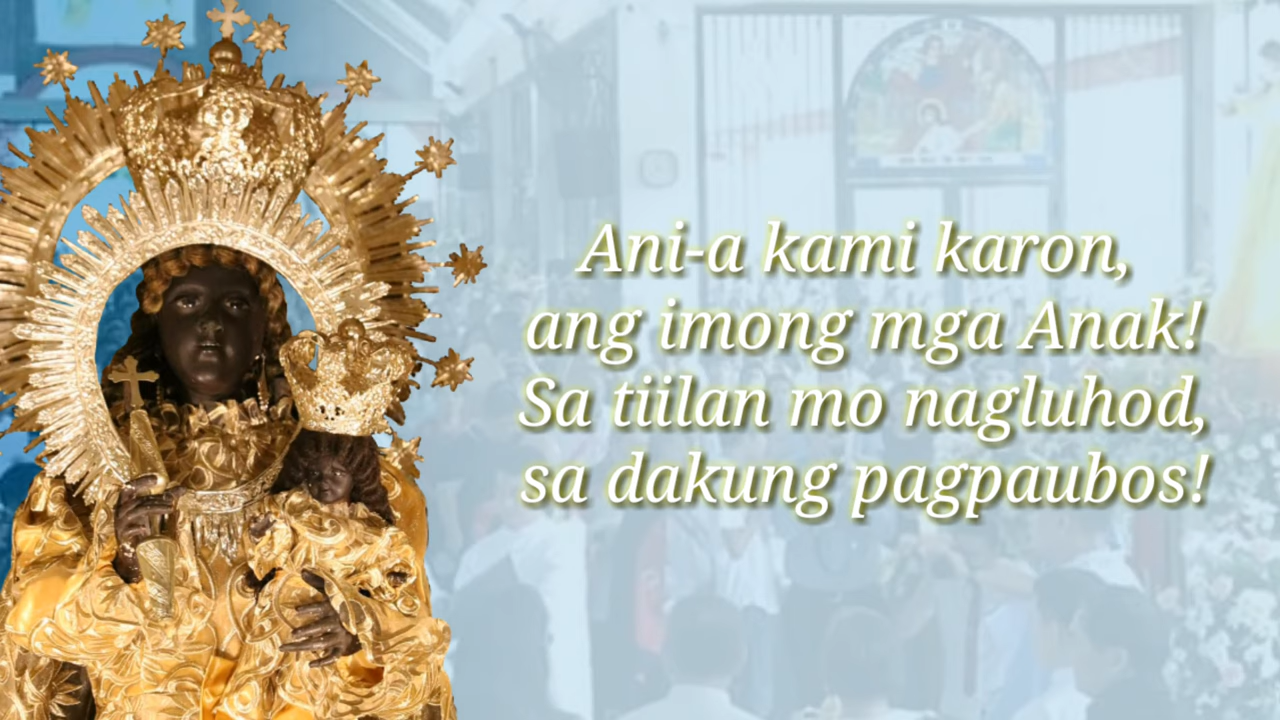 Ani-a kami karon,
ang imong mga Anak!
Sa tiilan mo nagluhod,
sa dakung pagpaubos!